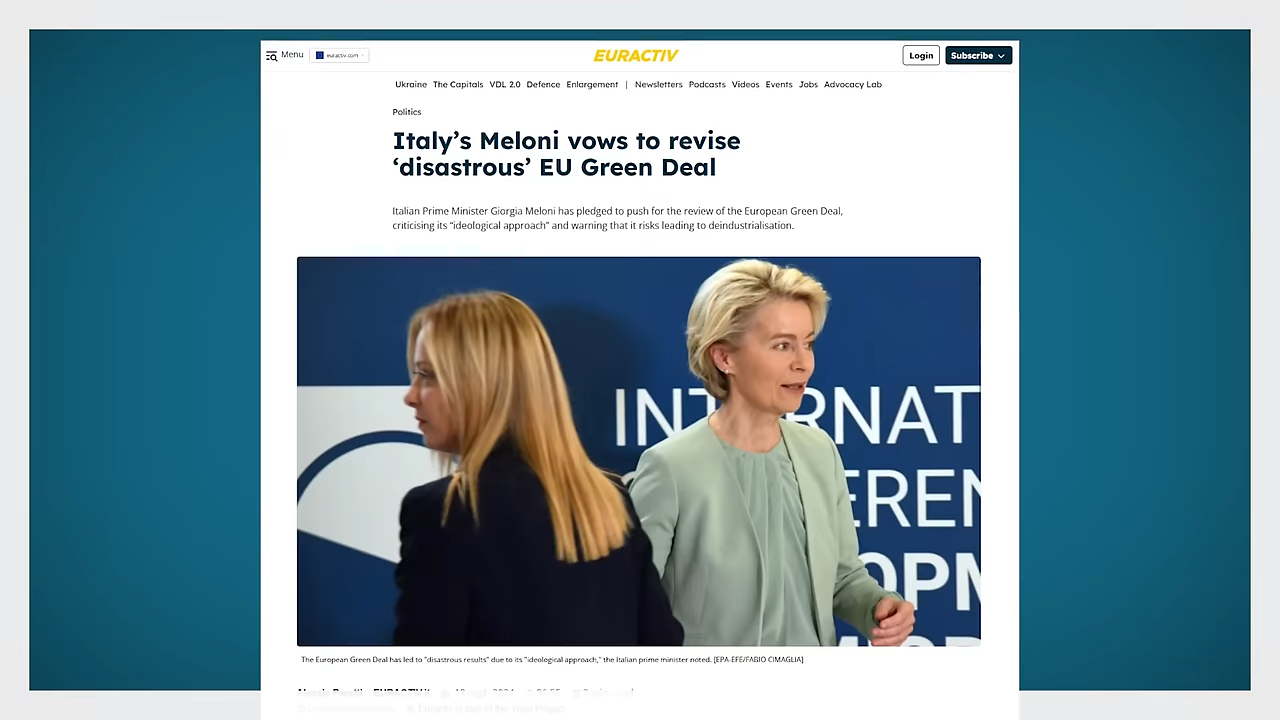 Menu
euractiv.com
EURACTIV
Login
Subscribe
Ukraine The Capitals VDL 2.0 Defence Enlargement | Newsletters Podcasts Videos Events Jobs Advocacy Lab
Politics
Italy's Meloni vows to revise
'disastrous' EU Green Deal
Italian Prime Minister Giorgia Meloni has pledged to push for the review of the European Green Deal,
criticising its "ideological approach" and warning that it risks leading to deindustrialisation.
INT RNAT
EREN
OPM
The European Green Deal has led to "disastrous results" due to its "ideological approach," the Italian prime minister noted. [EPA-EFE/FABIO CIMAGLIA]